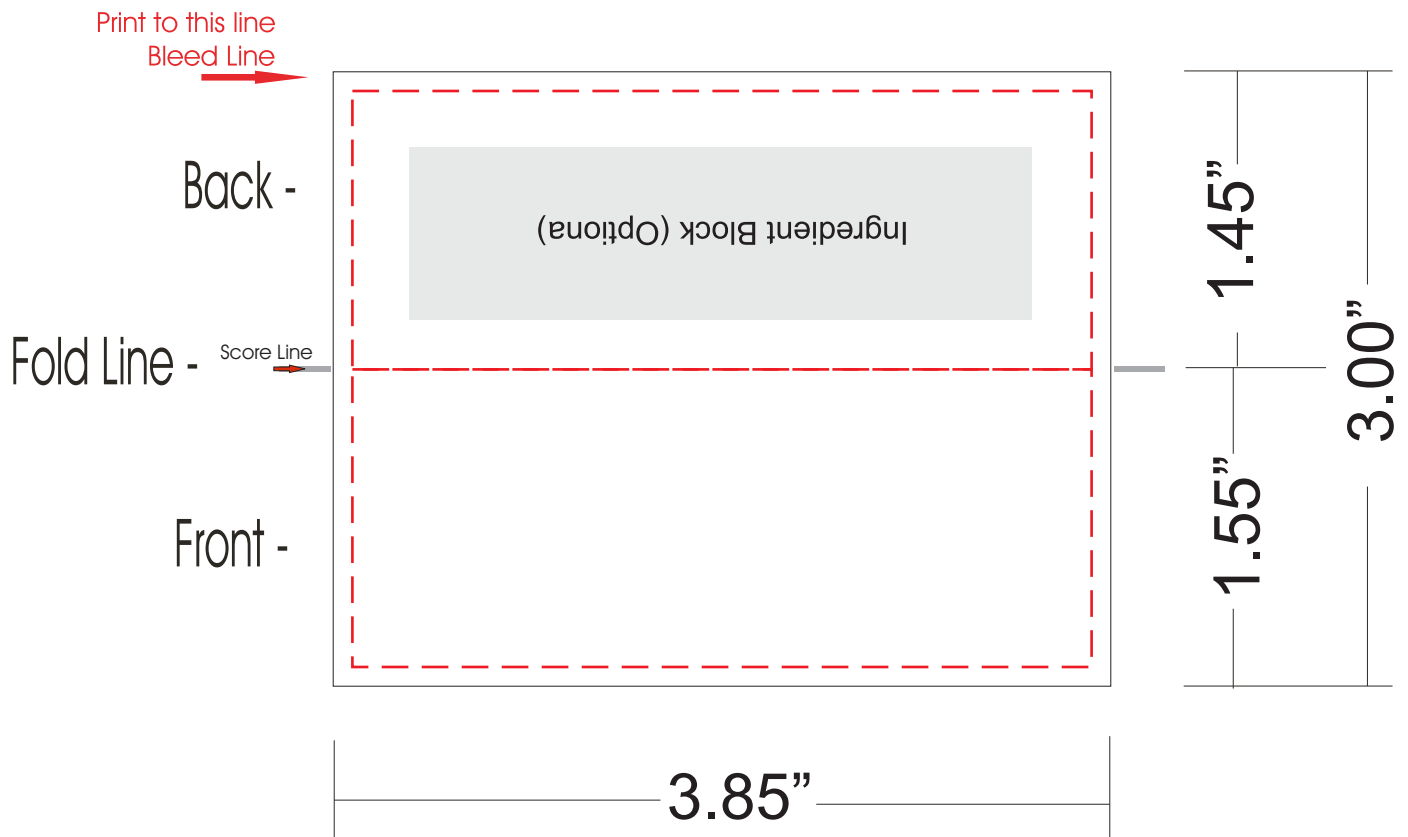 Print to this line
Bleed Line
Back -
Ingredient Block (Optiona)
1.45”
Fold Line -
Score Line
3.00”
1.55”
Front -
3.85”